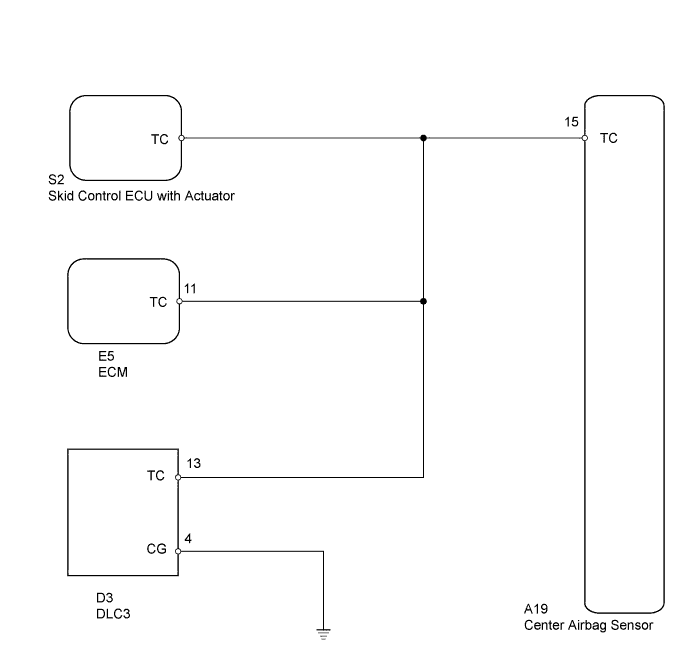 TC
15
TC
S2
Skid Control ECU with Actuator
11
TC
E5
ECM
13
TC
4
CG
D3
DLC3
A19
Center Airbag Sensor